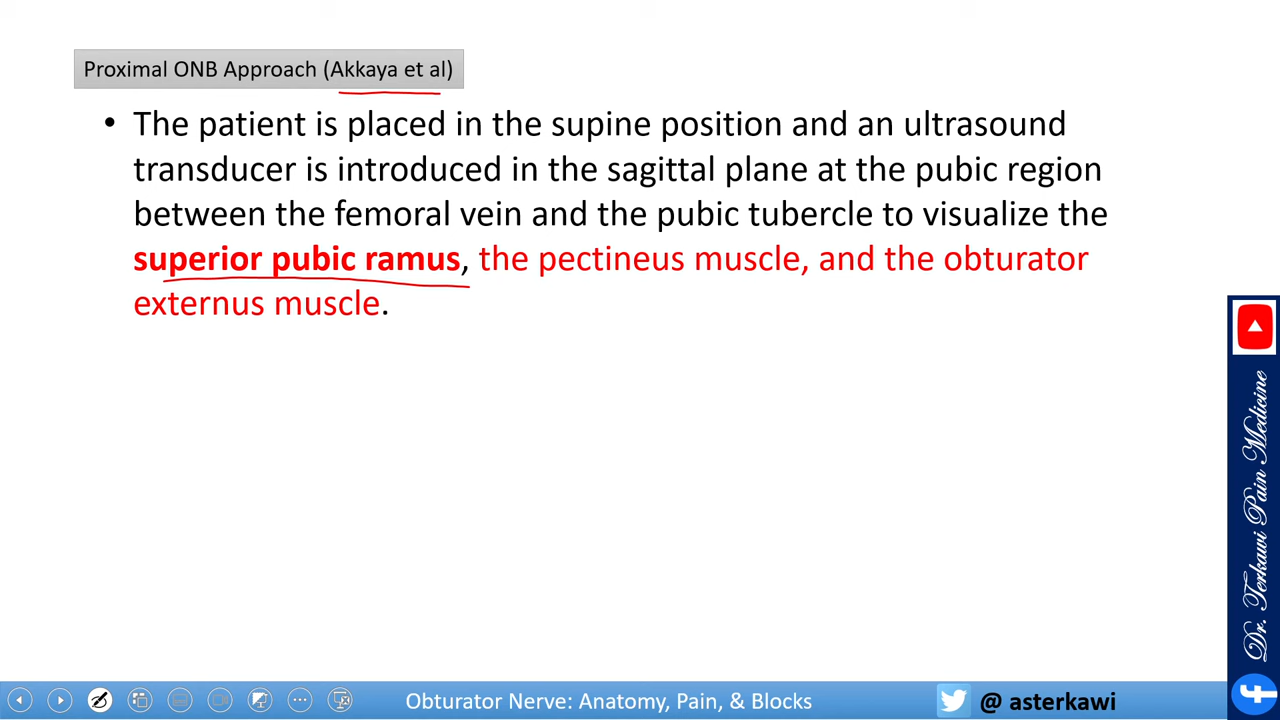 Proximal ONB Approach (Akkaya et al)
• The patient is placed in the supine position and an ultrasound
transducer is introduced in the sagittal plane at the pubic region
between the femoral vein and the pubic tubercle to visualize the
superior pubic ramus, the pectineus muscle, and the obturator
externus muscle.
Dr. Terkawi Pain Medicine
Obturator Nerve: Anatomy, Pain, & Blocks
@ asterkawi